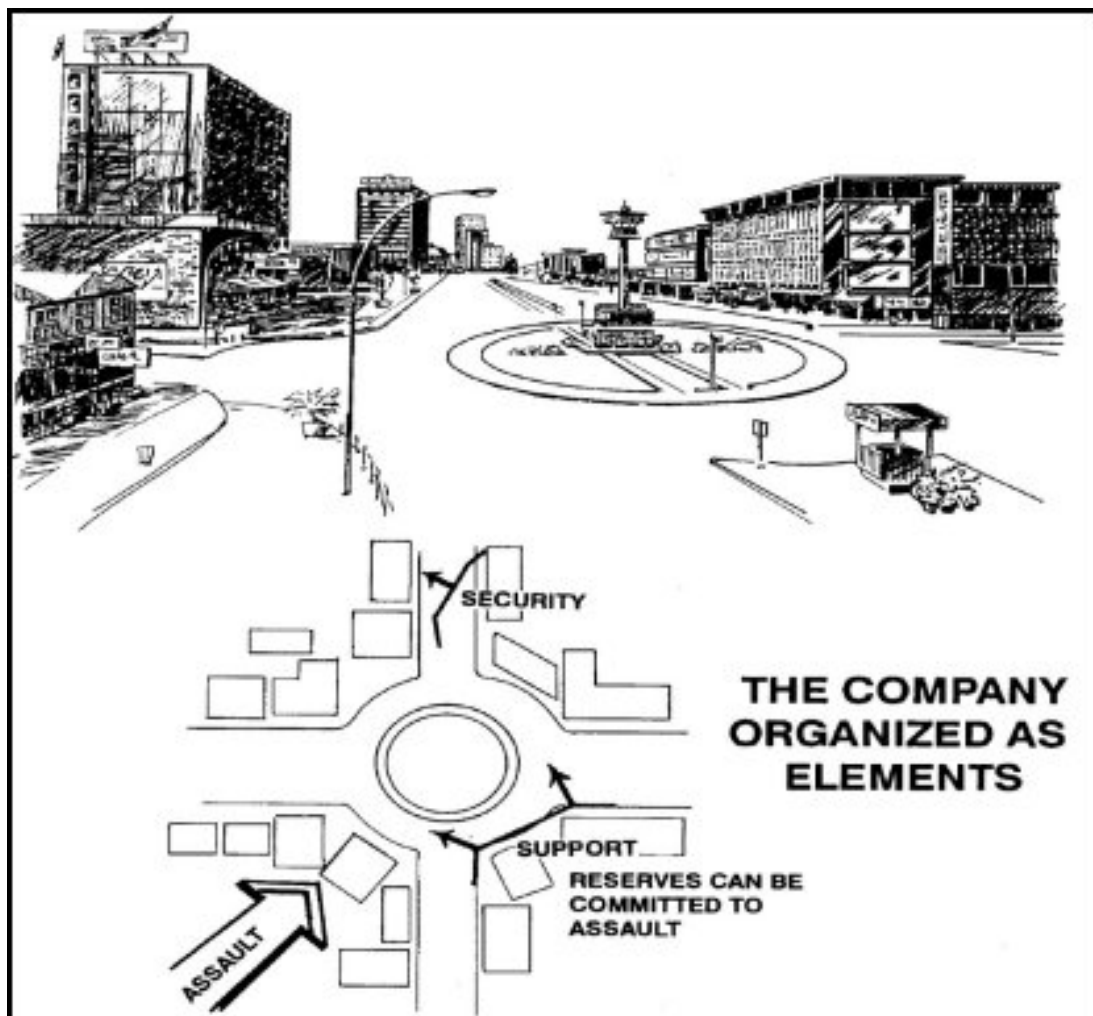 SECURITY
THE COMPANY
ORGANIZED AS
ELEMENTS
SUPPORT
RESERVES CAN BE
COMMITTED TO
ASSAULT
ASSAULT